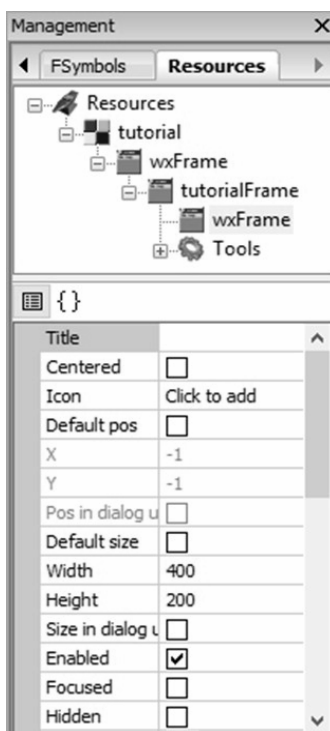 Management
FSymbols Resources
Resources
tutorial
wxFrame
tutorialFrame
wxFrame
Tools
{}
Title
Centered
Icon Click to add
Default pos
X -1
Y -1
Pos in dialog u
Default size
Width 400
Height 200
Size in dialog u
Enabled
Focused
Hidden